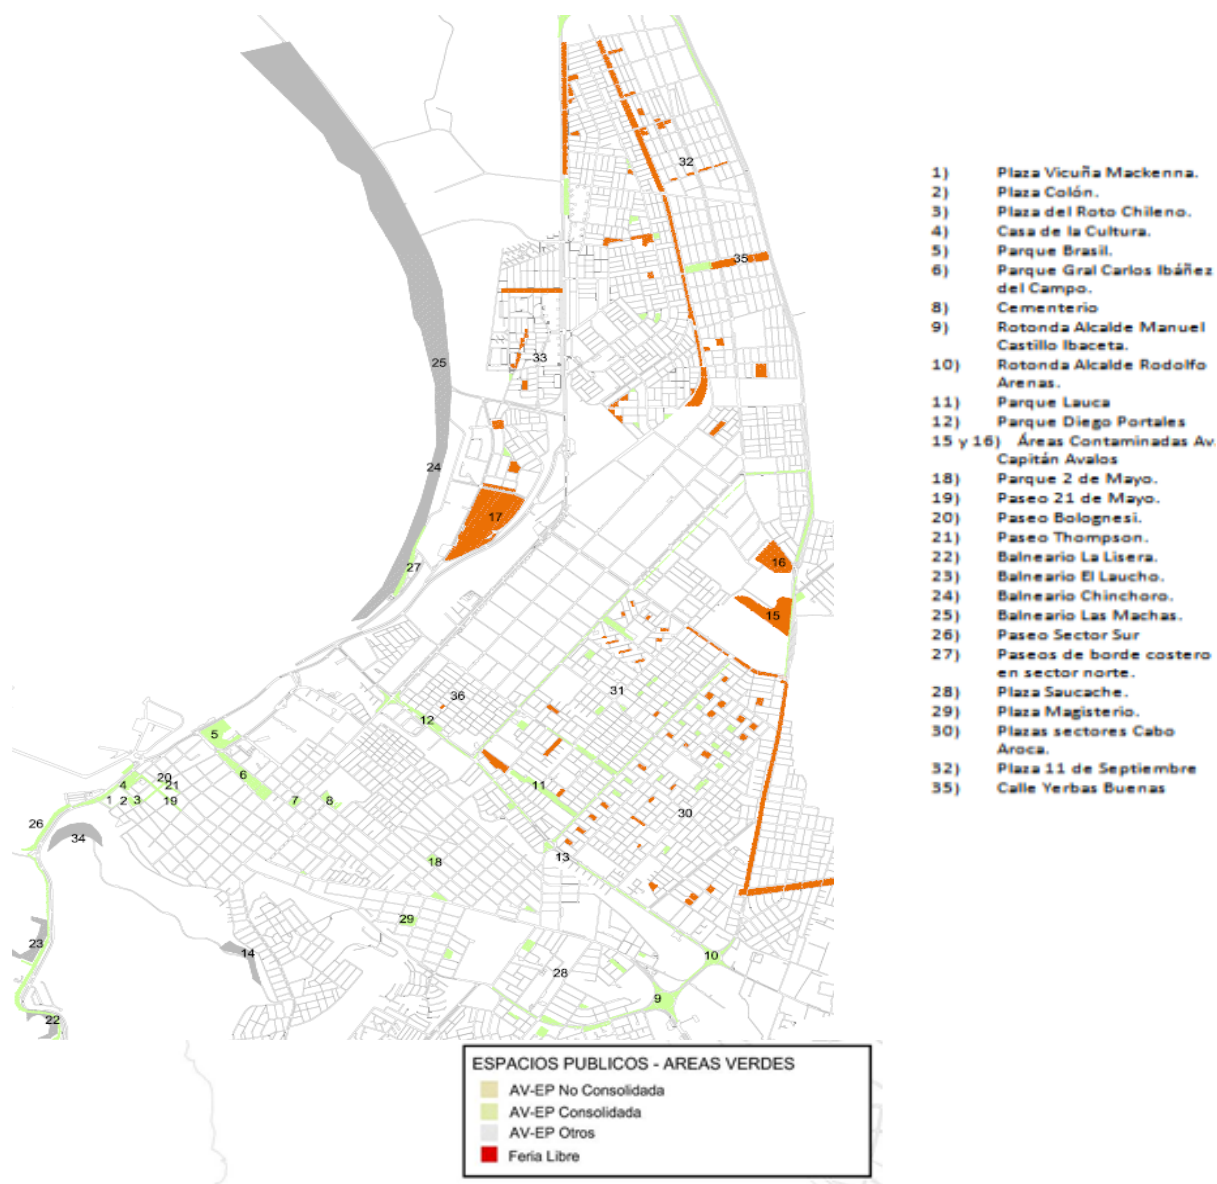 32
35
25
33
24
17
16
27
15
31
36
12
5
20
6
4
21
11
1
2
3
19
7
8
30
26
34
13
18
29
23
14
10
28
9
22
1) Plaza Vicuña Mackenna.
2) Plaza Colón.
3) Plaza del Roto Chileno.
4) Casa de la Cultura.
5) Parque Brasil.
6) Parque Gral Carlos Ibáñez
del Campo.
8) Cementerio
9) Rotonda Alcalde Manuel
Castillo Ibaceta.
10) Rotonda Alcalde Rodolfo
Arenas.
11) Parque Lauca
12) Parque Diego Portales
15 y 16) Áreas Contaminadas Av.
Capitán Avalos
18) Parque 2 de Mayo.
19) Paseo 21 de Mayo.
20) Paseo Bolognesi.
21) Paseo Thompson.
22) Balneario La Lisera.
23) Balneario El Laucho.
24) Balneario Chinchoro.
25) Balneario Las Machas.
26) Paseo Sector Sur
27) Paseos de borde costero
en sector norte.
28) Plaza Saucache.
29) Plaza Magisterio.
30) Plazas sectores Cabo
Aroca.
32) Plaza 11 de Septiembre
35) Calle Yerbas Buenas
ESPACIOS PUBLICOS - AREAS VERDES
AV-EP No Consolidada
AV-EP Consolidada
AV-EP Otros
Feria Libre